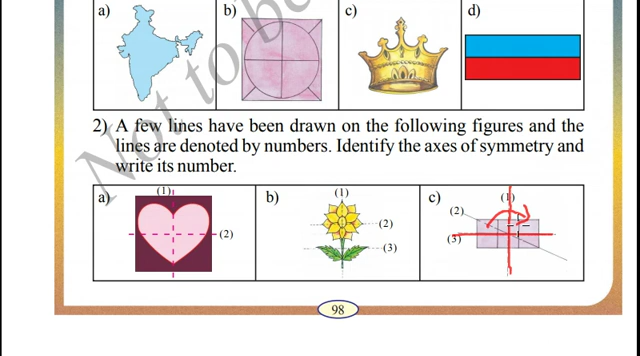 a)
b)
c)
d)
Not to be
2) A few lines have been drawn on the following figures and the
lines are denoted by numbers. Identify the axes of symmetry and
write its number.
a)
(1)
(2)
b)
(1)
(2)
(3)
c)
(1)
(2)
(3)
98